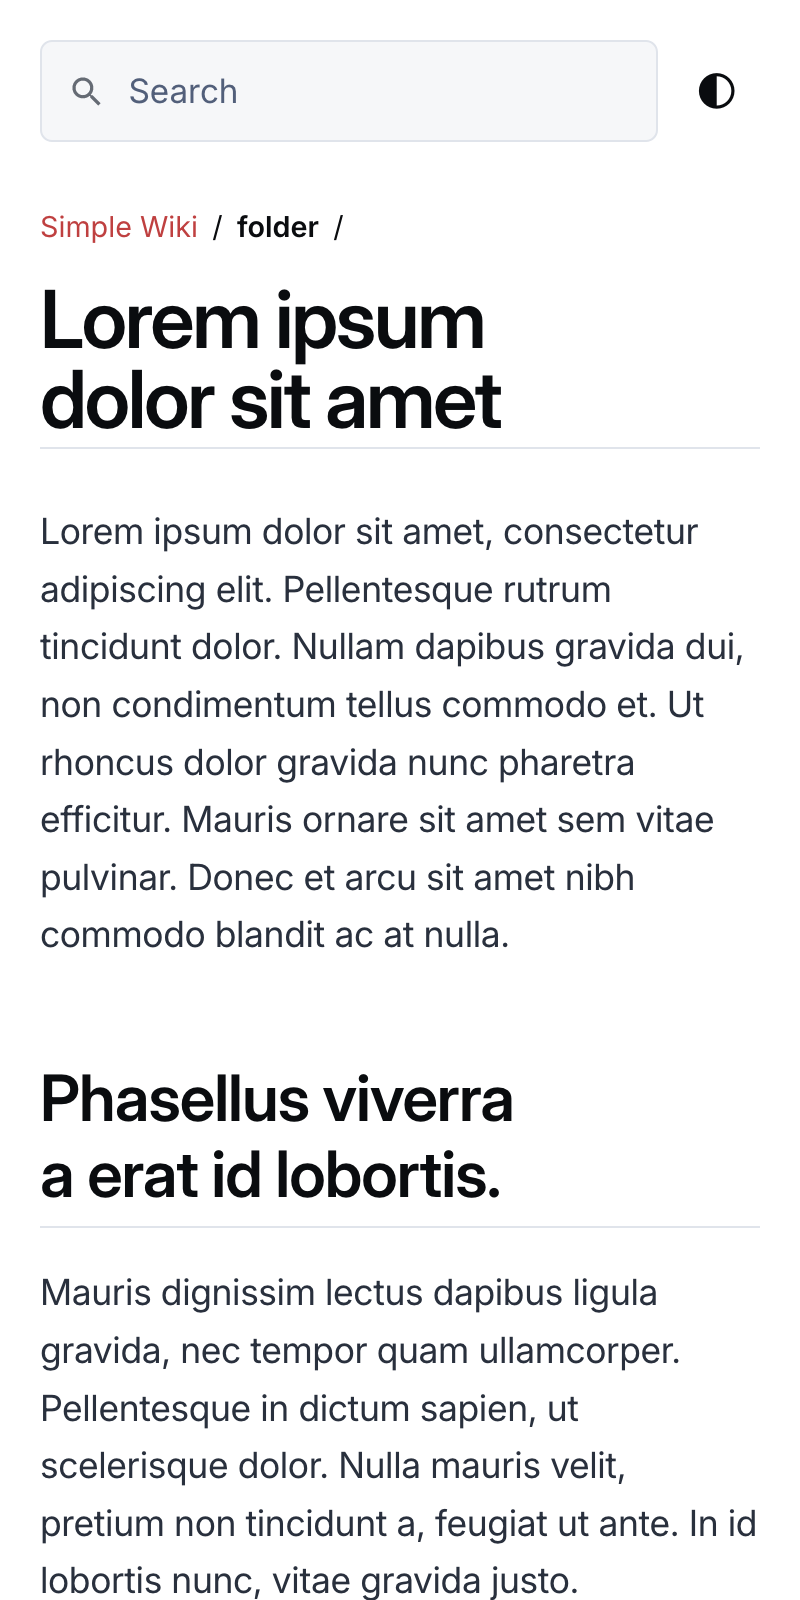 Search
Simple Wiki / folder /
Lorem ipsum
dolor sit amet
Lorem ipsum dolor sit amet, consectetur
adipiscing elit. Pellentesque rutrum
tincidunt dolor. Nullam dapibus gravida dui,
non condimentum tellus commodo et. Ut
rhoncus dolor gravida nunc pharetra
efficitur. Mauris ornare sit amet sem vitae
pulvinar. Donec et arcu sit amet nibh
commodo blandit ac at nulla.
Phasellus viverra
a erat id lobortis.
Mauris dignissim lectus dapibus ligula
gravida, nec tempor quam ullamcorper.
Pellentesque in dictum sapien, ut
scelerisque dolor. Nulla mauris velit,
pretium non tincidunt a, feugiat ut ante. In id
lobortis nunc, vitae gravida justo.